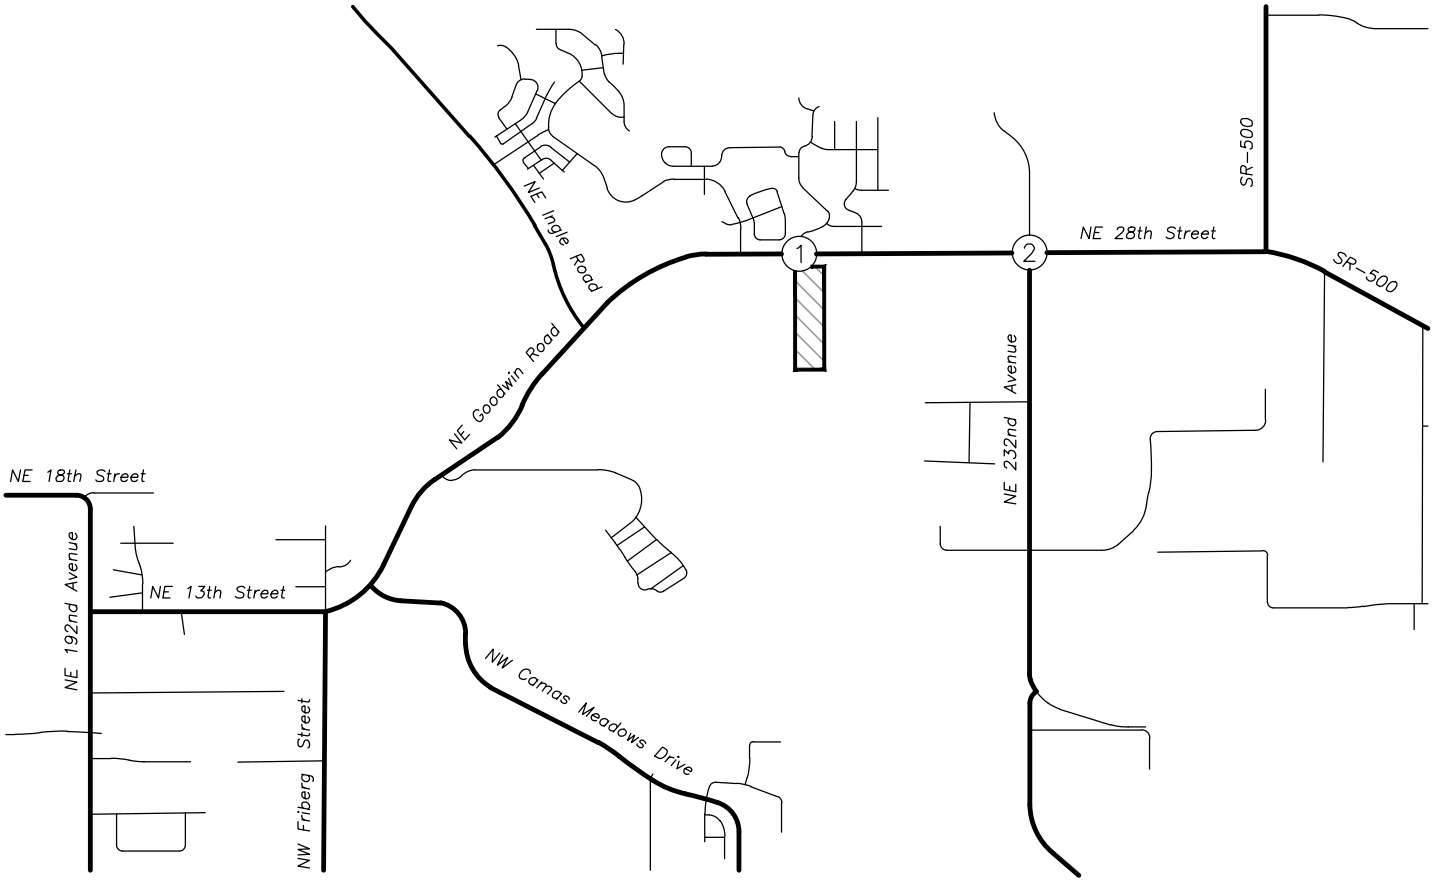 SR-500
NE Ingle Road
1
2
NE 28th Street
SR-500
NE Goodwin Road
NE 232nd Avenue
NE 18th Street
NE 192nd Avenue
NE 13th Street
NW Camas Meadows Drive
NW Friberg Street